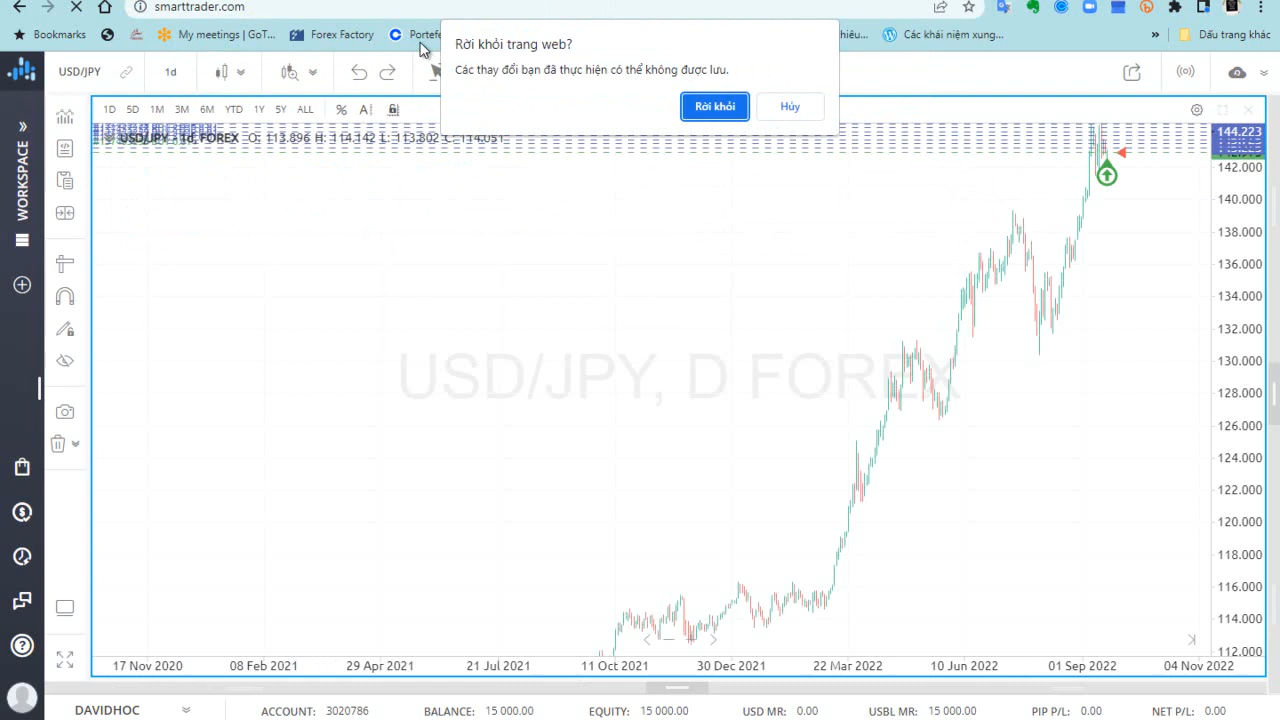 smarttrader.com
Bookmarks
My meetings | GoT...
Forex Factory
Portefe
hiêu...
Các khái niệm xung...
»
Dấu trang khác
Rời khỏi trang web?
Các thay đổi bạn đã thực hiện có thể không được lưu.
Rời khỏi
Hủy
USD/JPY
1d
1D 5D 1M 3M 6M YTD 1Y 5Y ALL % A
USD/JPY - 1d, FOREX O: 113.896 H: 114.142 L: 113.802 C: 114.051
WORKSPACE
USD/JPY, D FOREX
144.223
142.000
140.000
138.000
136.000
134.000
132.000
130.000
128.000
126.000
124.000
122.000
120.000
118.000
116.000
114.000
112.000
17 Nov 2020 08 Feb 2021 29 Apr 2021 21 Jul 2021 11 Oct 2021 30 Dec 2021 22 Mar 2022 10 Jun 2022 01 Sep 2022 04 Nov 2022
DAVIDHOC ACCOUNT: 3020786 BALANCE: 15 000.00 EQUITY: 15 000.00 USD MR: 0.00 USBL MR: 15 000.00 PIP P/L: 0.00 NET P/L: 0.00